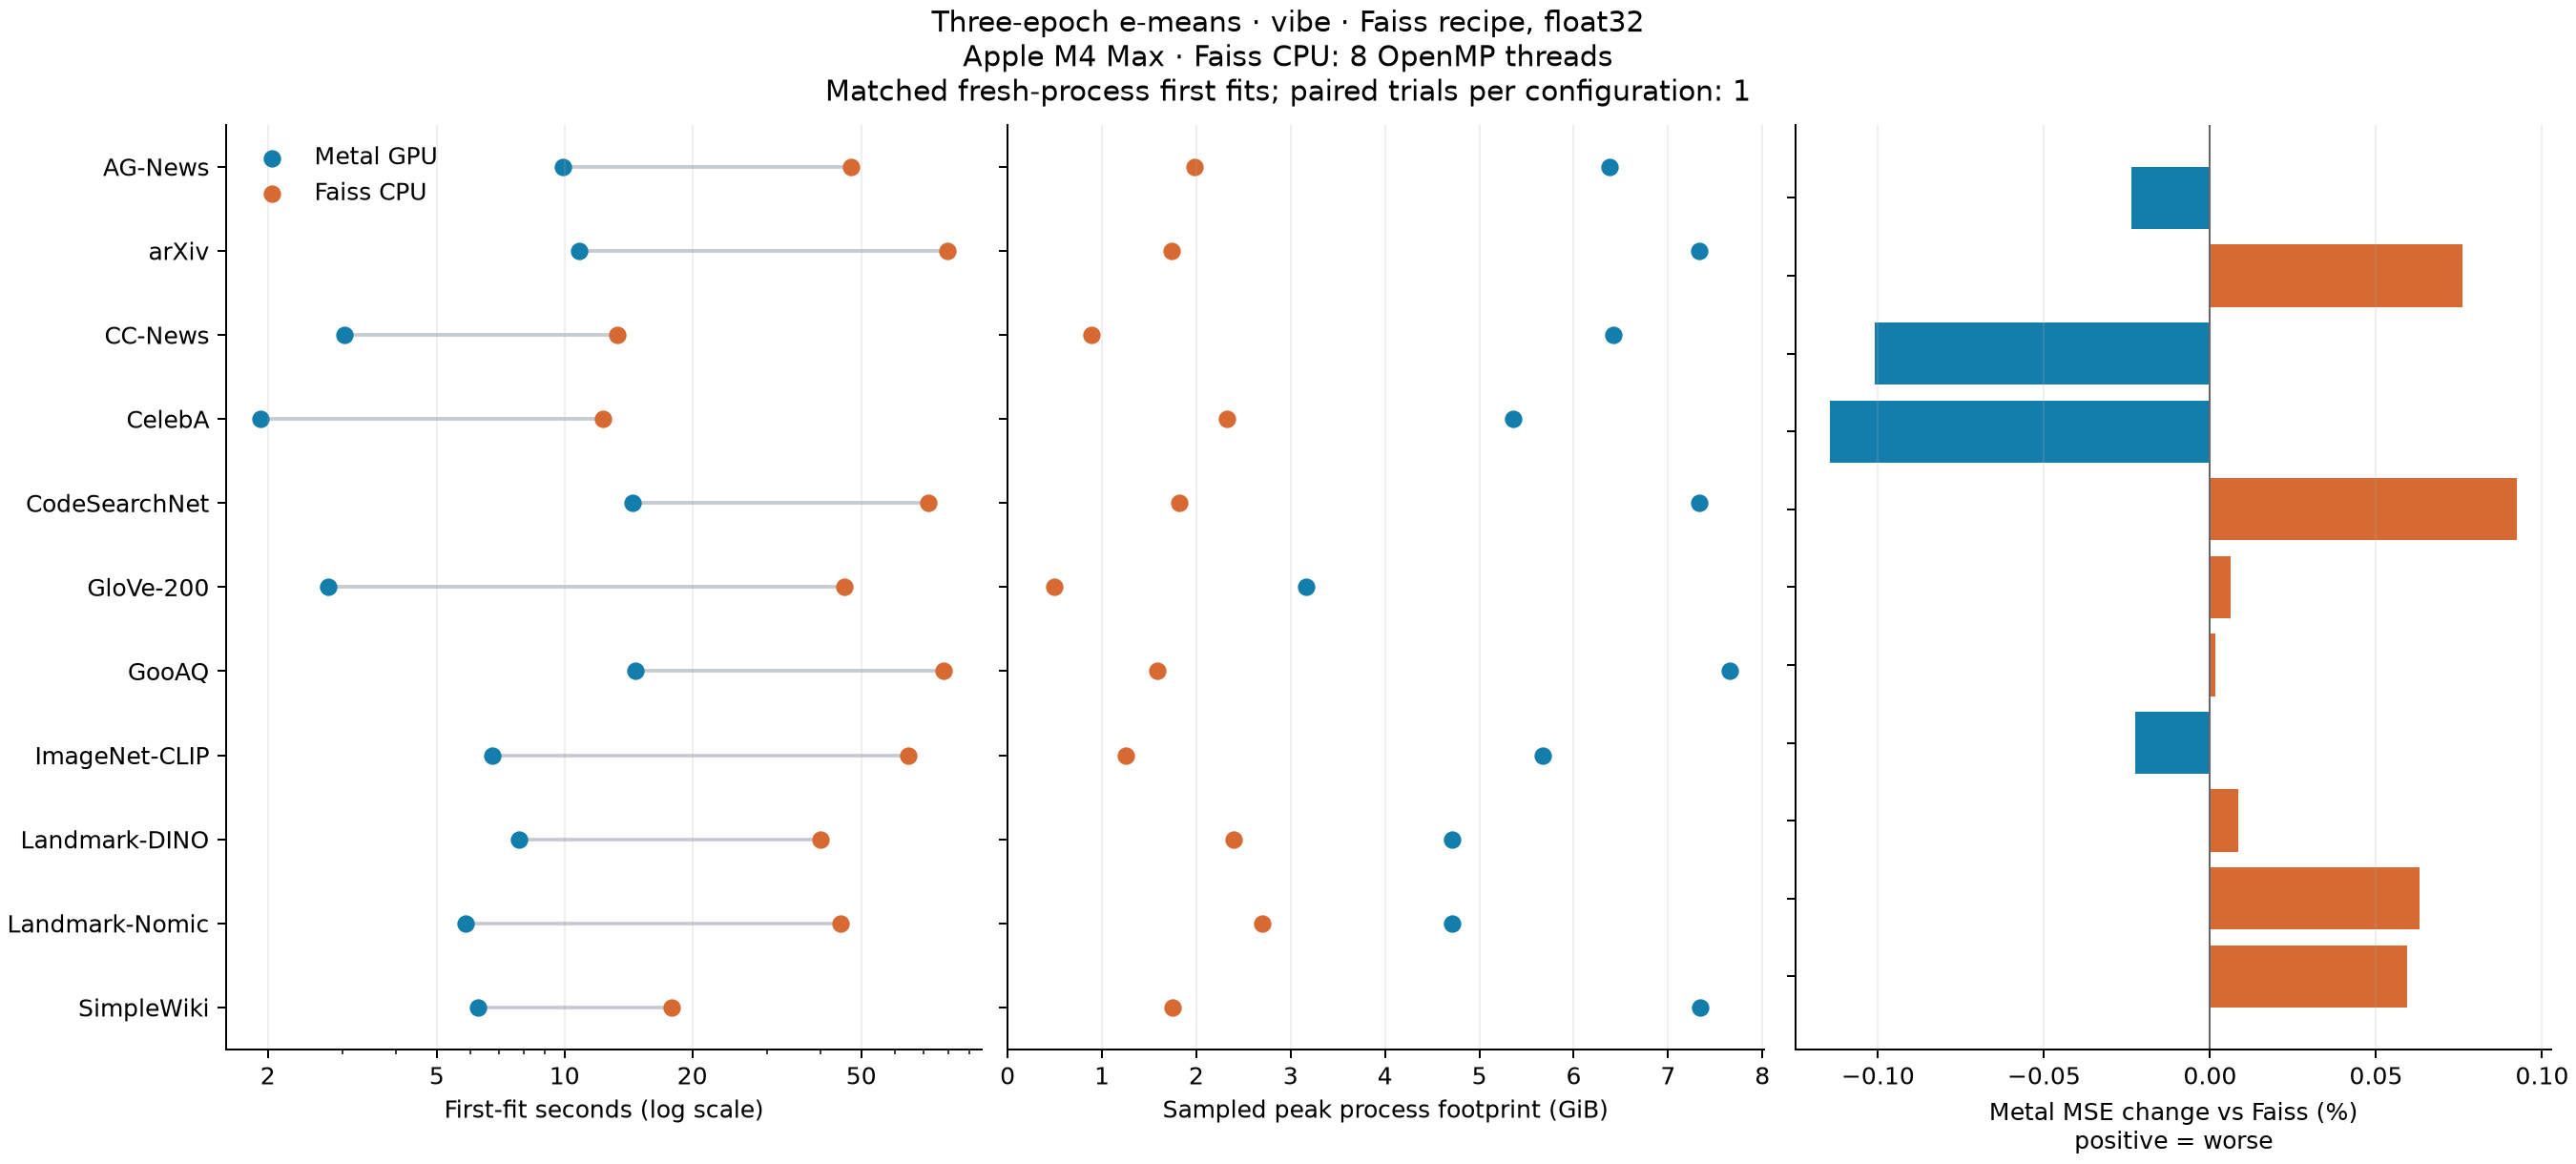 Three-epoch e-means · vibe · Faiss recipe, float32
Apple M4 Max · Faiss CPU: 8 OpenMP threads
Matched fresh-process first fits; paired trials per configuration: 1
Metal GPU
Faiss CPU
AG-News
arXiv
CC-News
CelebA
CodeSearchNet
GloVe-200
GooAQ
ImageNet-CLIP
Landmark-DINO
Landmark-Nomic
SimpleWiki
2 5 10 20 50
First-fit seconds (log scale)
0 1 2 3 4 5 6 7 8
Sampled peak process footprint (GiB)
−0.10 −0.05 0.00 0.05 0.10
Metal MSE change vs Faiss (%)
positive = worse